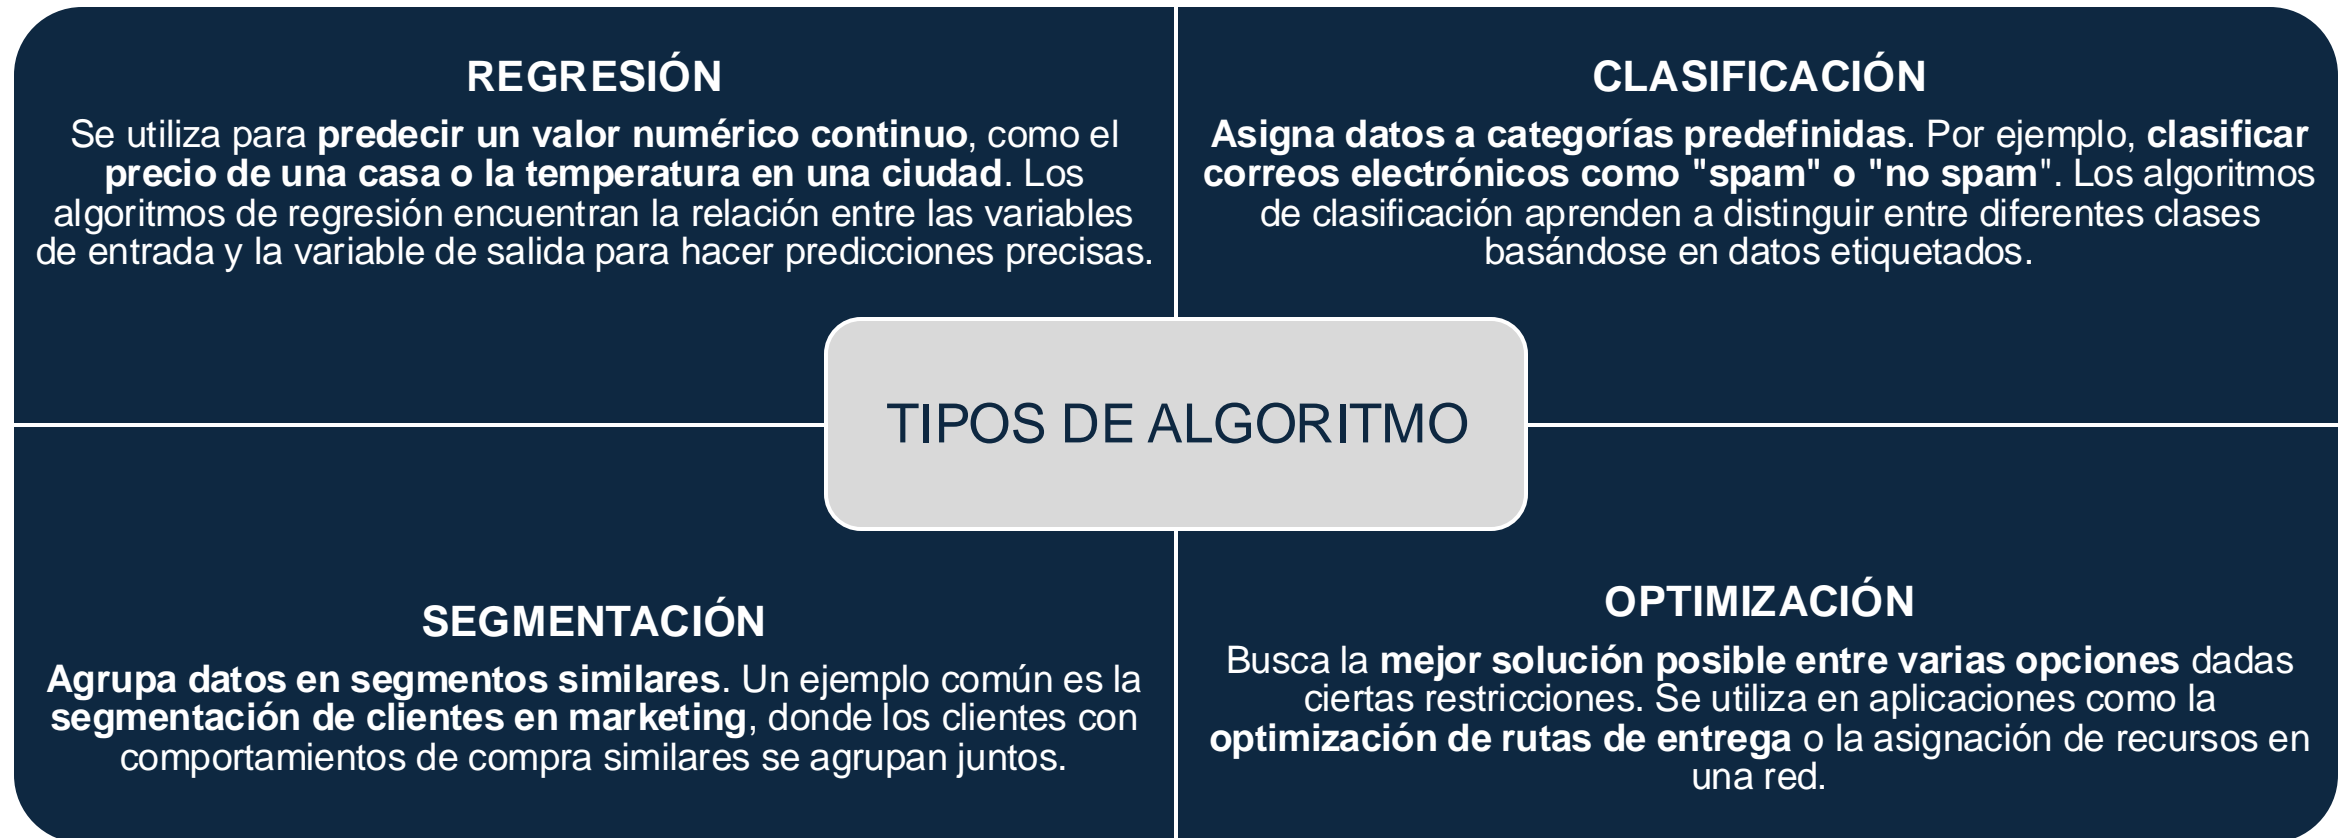 REGRESIÓN
Se utiliza para predecir un valor numérico continuo, como el
precio de una casa o la temperatura en una ciudad. Los
algoritmos de regresión encuentran la relación entre las variables
de entrada y la variable de salida para hacer predicciones precisas.
CLASIFICACIÓN
Asigna datos a categorías predefinidas. Por ejemplo, clasificar
correos electrónicos como "spam" o "no spam". Los algoritmos
de clasificación aprenden a distinguir entre diferentes clases
basándose en datos etiquetados.
TIPOS DE ALGORITMO
SEGMENTACIÓN
Agrupa datos en segmentos similares. Un ejemplo común es la
segmentación de clientes en marketing, donde los clientes con
comportamientos de compra similares se agrupan juntos.
OPTIMIZACIÓN
Busca la mejor solución posible entre varias opciones dadas
ciertas restricciones. Se utiliza en aplicaciones como la
optimización de rutas de entrega o la asignación de recursos en
una red.